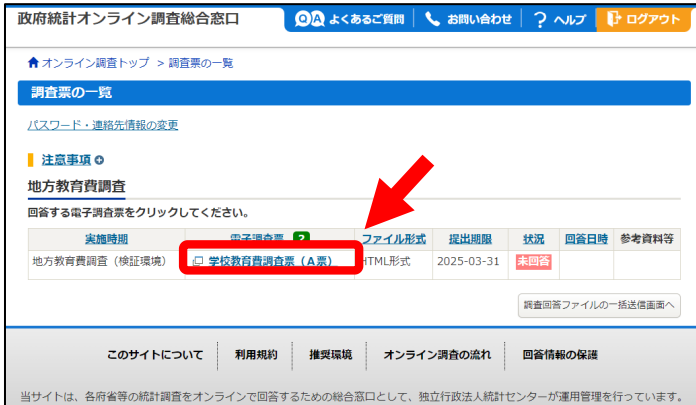 政府統計オンライン調査総合窓口
QA よくあるご質問 お問い合わせ ? ヘルプ ログアウト
オンライン調査トップ > 調査票の一覧
調査票の一覧
パスワード・連絡先情報の変更
注意事項
地方教育費調査
回答する電子調査票をクリックしてください。
実施時期 電子調査票 ? ファイル形式 提出期限 状況 回答日時 参考資料等
地方教育費調査(検証環境) 学校教育費調査票(A票) HTML形式 2025-03-31 未回答
調査回答ファイルの一括送信画面へ
このサイトについて 利用規約 推奨環境 オンライン調査の流れ 回答情報の保護
当サイトは、各府省等の統計調査をオンラインで回答するための総合窓口として、独立行政法人統計センターが運用管理を行っています。